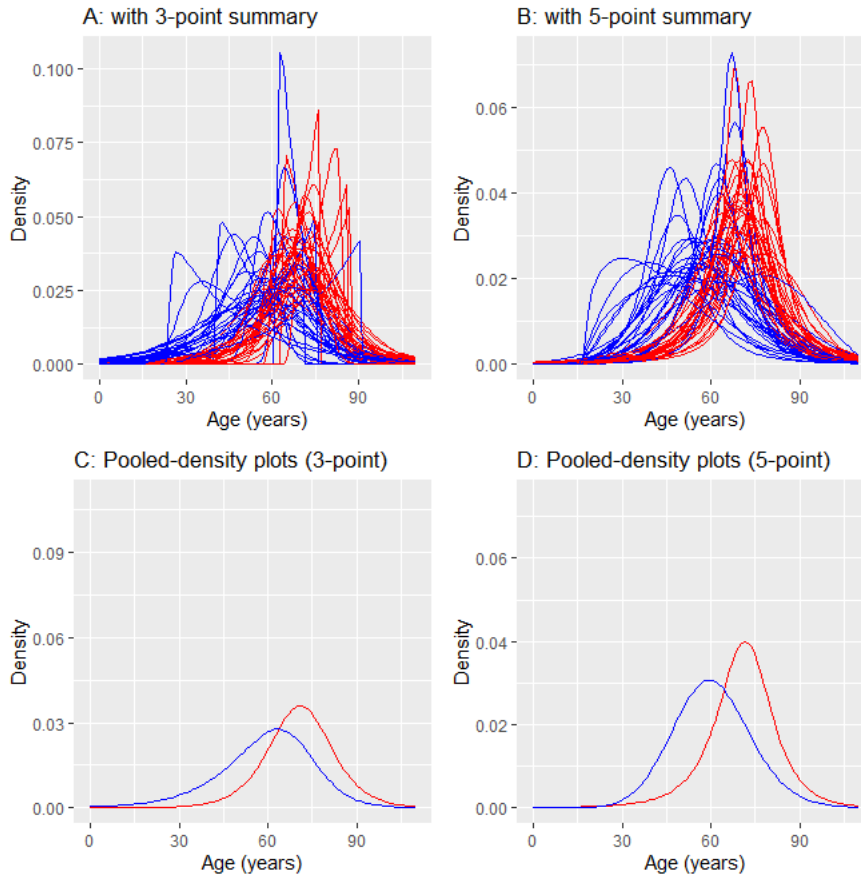 A: with 3-point summary
0.100
0.075
0.050
0.025
0.000
Density
0 30 60 90
Age (years)
B: with 5-point summary
0.06
0.04
0.02
0.00
Density
0 30 60 90
Age (years)
C: Pooled-density plots (3-point)
0.09
0.06
0.03
0.00
Density
0 30 60 90
Age (years)
D: Pooled-density plots (5-point)
0.06
0.04
0.02
0.00
Density
0 30 60 90
Age (years)